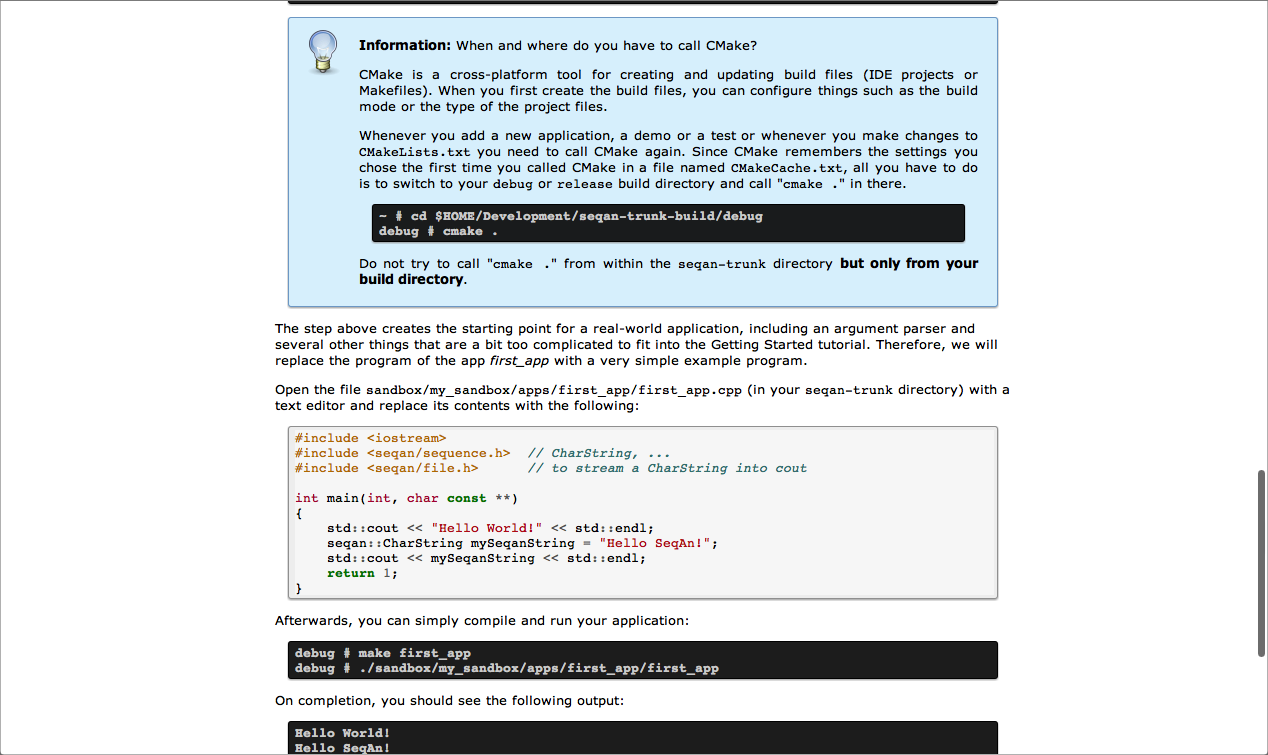 Information: When and where do you have to call CMake?
CMake is a cross-platform tool for creating and updating build files (IDE projects or
Makefiles). When you first create the build files, you can configure things such as the build
mode or the type of the project files.
Whenever you add a new application, a demo or a test or whenever you make changes to
CMakeLists.txt you need to call CMake again. Since CMake remembers the settings you
chose the first time you called CMake in a file named CMakeCache.txt, all you have to do
is to switch to your debug or release build directory and call "cmake ." in there.
~ # cd $HOME/Development/seqan-trunk-build/debug
debug # cmake .
Do not try to call "cmake ." from within the seqan-trunk directory but only from your
build directory.
The step above creates the starting point for a real-world application, including an argument parser and
several other things that are a bit too complicated to fit into the Getting Started tutorial. Therefore, we will
replace the program of the app first_app with a very simple example program.
Open the file sandbox/my_sandbox/apps/first_app/first_app.cpp (in your seqan-trunk directory) with a
text editor and replace its contents with the following:
#include <iostream>
#include <seqan/sequence.h>  // CharString, ...
#include <seqan/file.h>      // to stream a CharString into cout
int main(int, char const **)
{
    std::cout << "Hello World!" << std::endl;
    seqan::CharString mySeqanString = "Hello SeqAn!";
    std::cout << mySeqanString << std::endl;
    return 1;
}
Afterwards, you can simply compile and run your application:
debug # make first_app
debug # ./sandbox/my_sandbox/apps/first_app/first_app
On completion, you should see the following output:
Hello World!
Hello SeqAn!